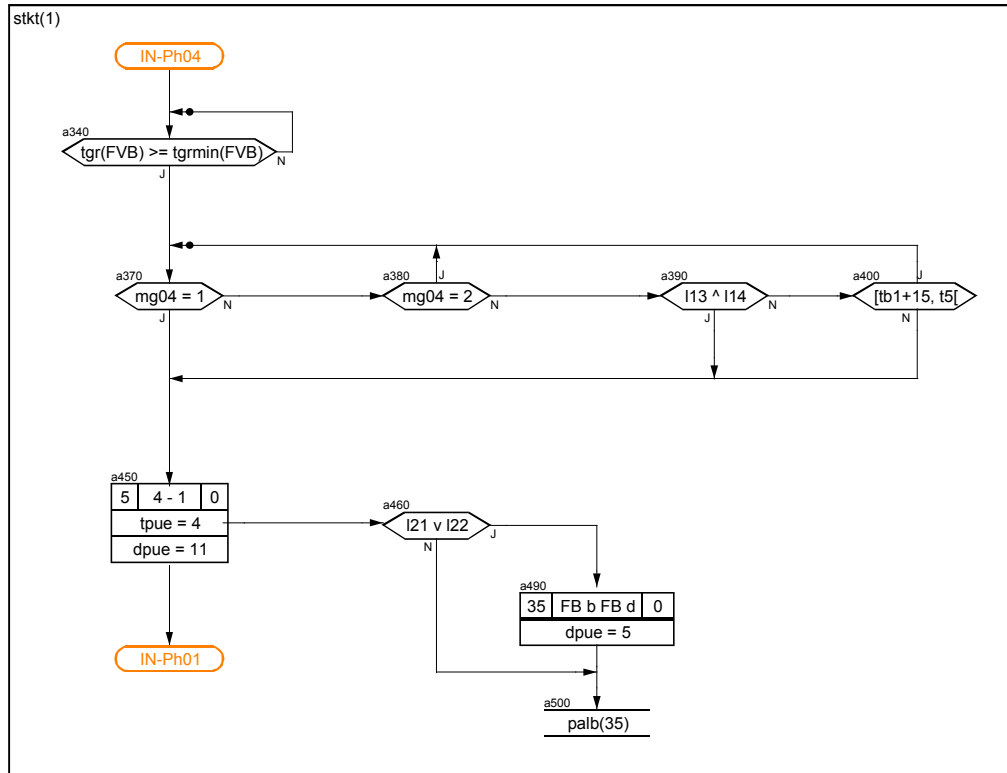 stkt(1)
IN-Ph04
a340
tgr(FVB) >= tgrmin(FVB)
N
J
a370
mg04 = 1
N
J
a380
J
mg04 = 2
N
a390
l13 ^ l14
N
J
a400
J
[tb1+15, t5[
N
a450
5 4 - 1 0
tpue = 4
dpue = 11
a460
l21 v l22
J
N
a490
35 FB b FB d 0
dpue = 5
IN-Ph01
a500
palb(35)